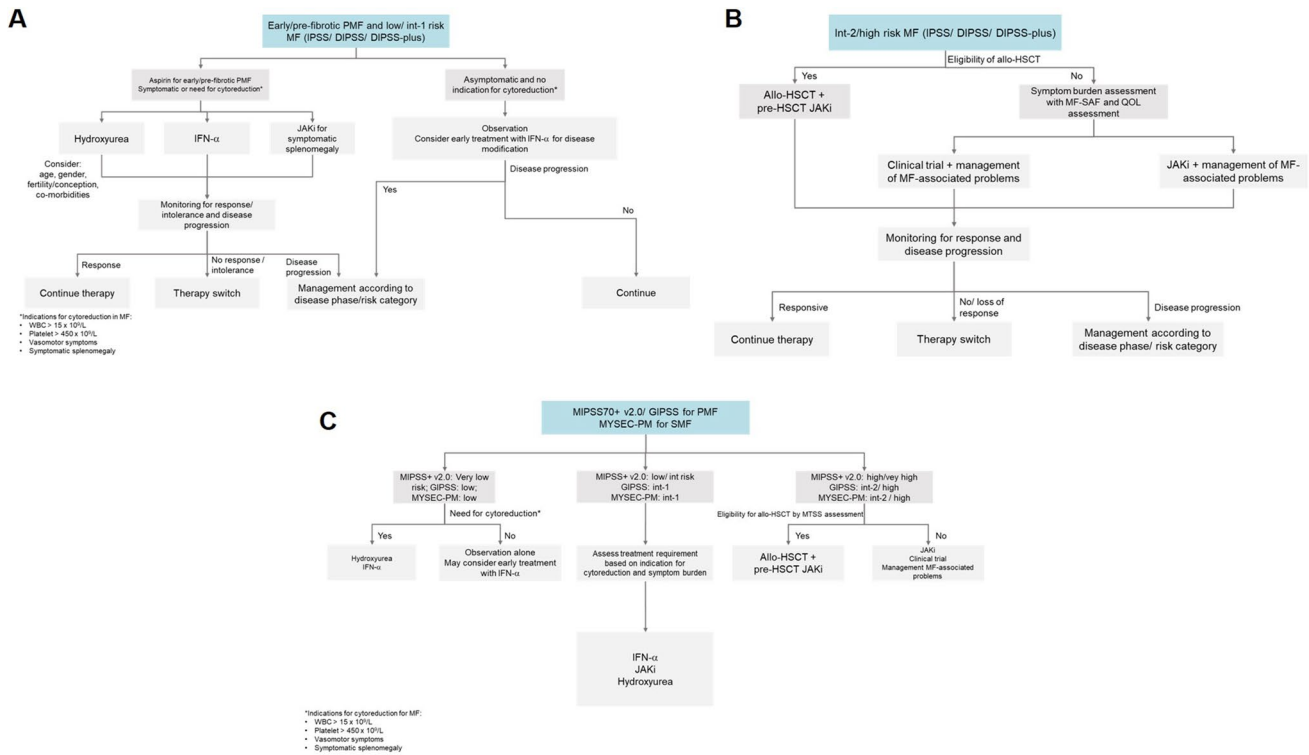 A
Early/pre-fibrotic PMF and low/ int-1 risk
MF (IPSS/ DIPSS/ DIPSS-plus)
Aspirin for early/pre-fibrotic PMF
Symptomatic or need for cytoreduction*
Asymptomatic and no
indication for cytoreduction*
Hydroxyurea
IFN-α
JAKi for
symptomatic
splenomegaly
Observation
Consider early treatment with IFN-α for disease
modification
Consider:
age, gender,
fertility/conception,
co-morbidities
Disease progression
Yes
No
Monitoring for response/
intolerance and disease
progression
Response
No response /
intolerance
Disease
progression
Continue therapy
Therapy switch
Management according to
disease phase/risk category
Continue
*Indications for cytoreduction in MF:
• WBC > 15 x 10⁹/L
• Platelet > 450 x 10⁹/L
• Vasomotor symptoms
• Symptomatic splenomegaly
B
Int-2/high risk MF (IPSS/ DIPSS/ DIPSS-plus)
Eligibility of allo-HSCT
Yes
No
Allo-HSCT +
pre-HSCT JAKi
Symptom burden assessment
with MF-SAF and QOL
assessment
Clinical trial + management
of MF-associated problems
JAKi + management of MF-
associated problems
Monitoring for response and
disease progression
Responsive
No/ loss of
response
Disease progression
Continue therapy
Therapy switch
Management according to
disease phase/ risk category
C
MIPSS70+ v2.0/ GIPSS for PMF
MYSEC-PM for SMF
MIPSS+ v2.0: Very low
risk; GIPSS: low;
MYSEC-PM: low
MIPSS+ v2.0: low/ int risk
GIPSS: int-1
MYSEC-PM: int-1
MIPSS+ v2.0: high/vey high
GIPSS: int-2/ high
MYSEC-PM: int-2 / high
Need for cytoreduction*
Eligibility for allo-HSCT by MTSS assessment
Yes
No
Yes
No
Hydroxyurea
IFN-α
Observation alone
May consider early treatment
with IFN-α
Assess treatment requirement
based on indication for
cytoreduction and symptom burden
Allo-HSCT +
pre-HSCT JAKi
JAKi
Clinical trial
Management MF-associated
problems
IFN-α
JAKi
Hydroxyurea
*Indications for cytoreduction for MF:
• WBC > 15 x 10⁹/L
• Platelet > 450 x 10⁹/L
• Vasomotor symptoms
• Symptomatic splenomegaly